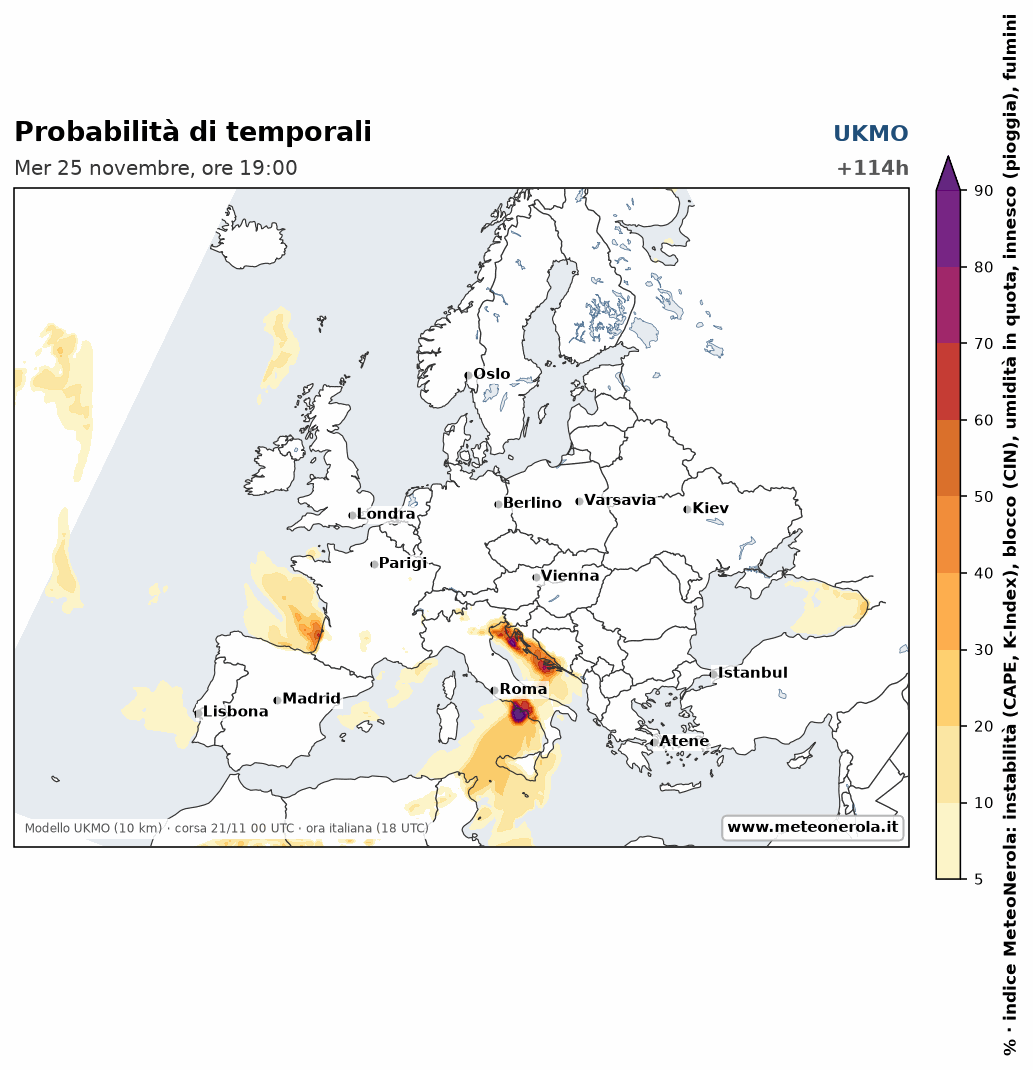 Probabilità di temporali
UKMO
Mer 25 novembre, ore 19:00
+114h
Oslo
Londra
Berlino
Varsavia
Kiev
Parigi
Vienna
Roma
Madrid
Lisbona
Istanbul
Atene
Modello UKMO (10 km) · corsa 21/11 00 UTC · ora italiana (18 UTC)
www.meteonerola.it
90
80
70
60
50
40
30
20
10
5
% · indice MeteoNerola: instabilità (CAPE, K-Index), blocco (CIN), umidità in quota, innesco (pioggia), fulmini